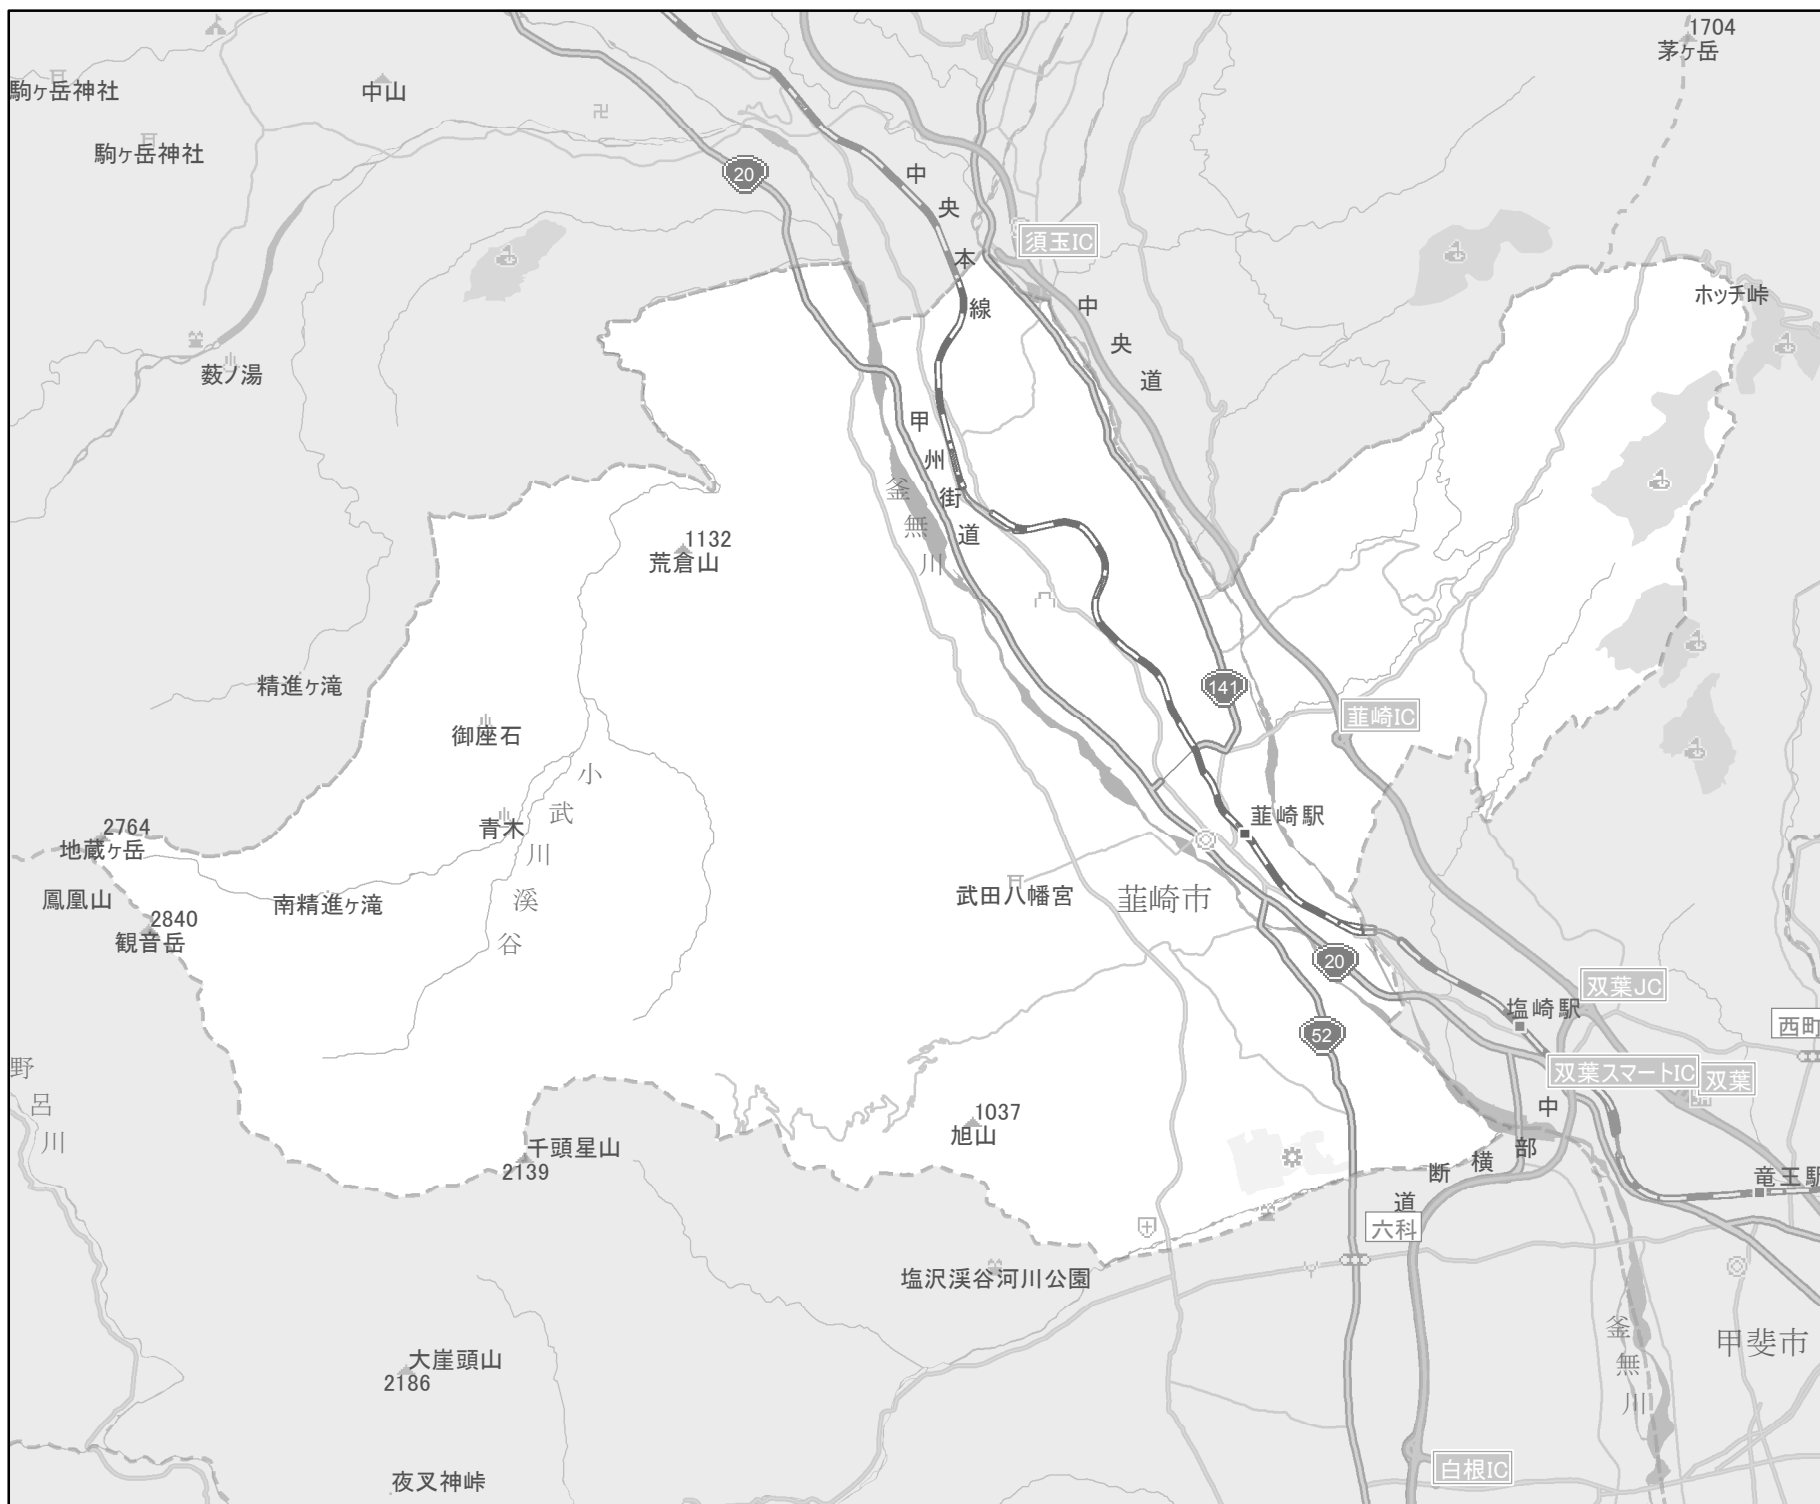 1704
茅ヶ岳
駒ヶ岳神社
中山
駒ヶ岳神社
20
中央本線
須玉IC
中央道
ホッチ峠
藪ノ湯
甲州街道
釜無川
1132
荒倉山
精進ヶ滝
141
御座石
韮崎IC
小武川溪谷
2764
地蔵ヶ岳
青木
韮崎駅
鳳凰山
南精進ヶ滝
武田八幡宮
韮崎市
2840
観音岳
20
双葉JC
塩崎駅
52
西町
野呂川
双葉スマートIC
双葉
1037
旭山
千頭星山
2139
中部横断道
竜王駅
六科
塩沢渓谷河川公園
釜無川
甲斐市
大崖頭山
2186
白根IC
夜叉神峠